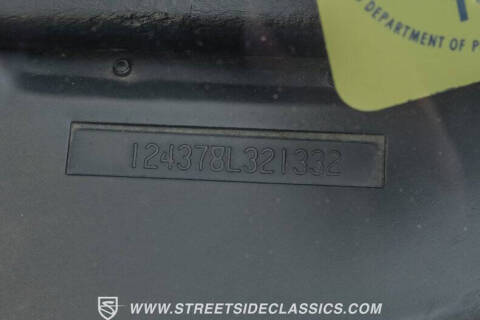 DEPARTMENT OF P
124378L321332
WWW.STREETSIDECLASSICS.COM